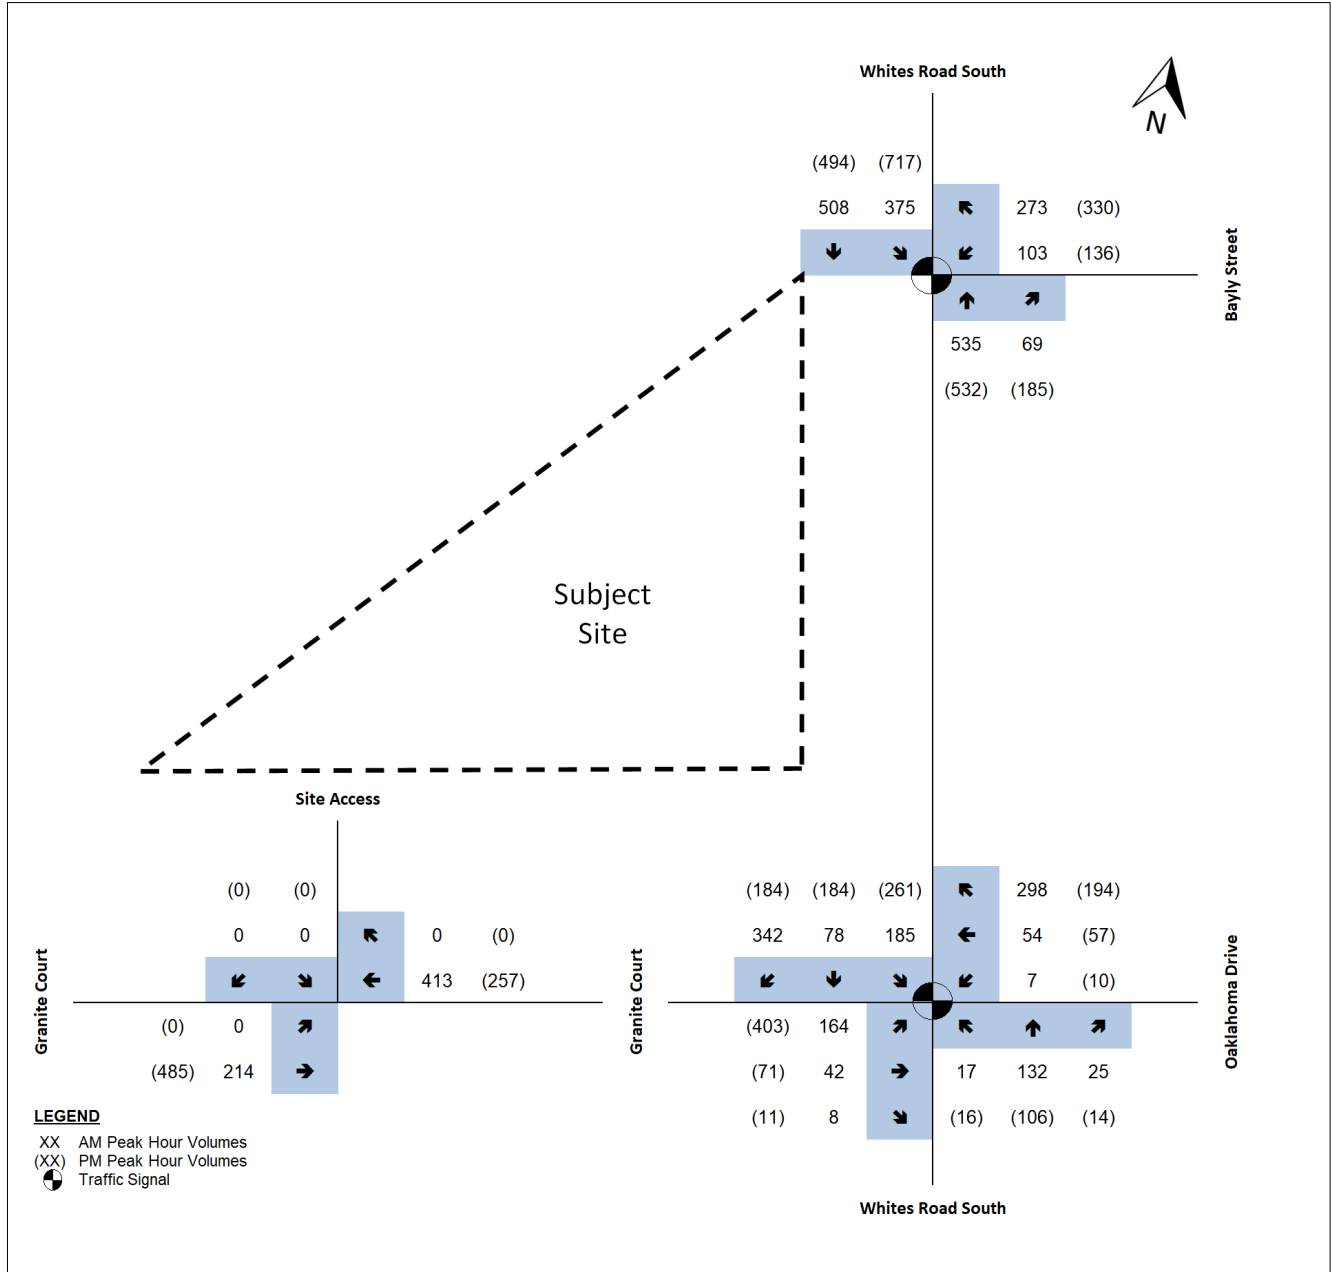 Whites Road South
N
(494) (717)
508 375 273 (330)
103 (136)
Bayly Street
535 69
(532) (185)
Subject
Site
Site Access
(0) (0)
0 0 0 (0)
413 (257)
Granite Court
(0) 0
(485) 214
(184) (184) (261) 298 (194)
342 78 185 54 (57)
7 (10)
Granite Court
Oaklahoma Drive
(403) 164
(71) 42 17 132 25
(11) 8 (16) (106) (14)
LEGEND
XX AM Peak Hour Volumes
(XX) PM Peak Hour Volumes
Traffic Signal
Whites Road South